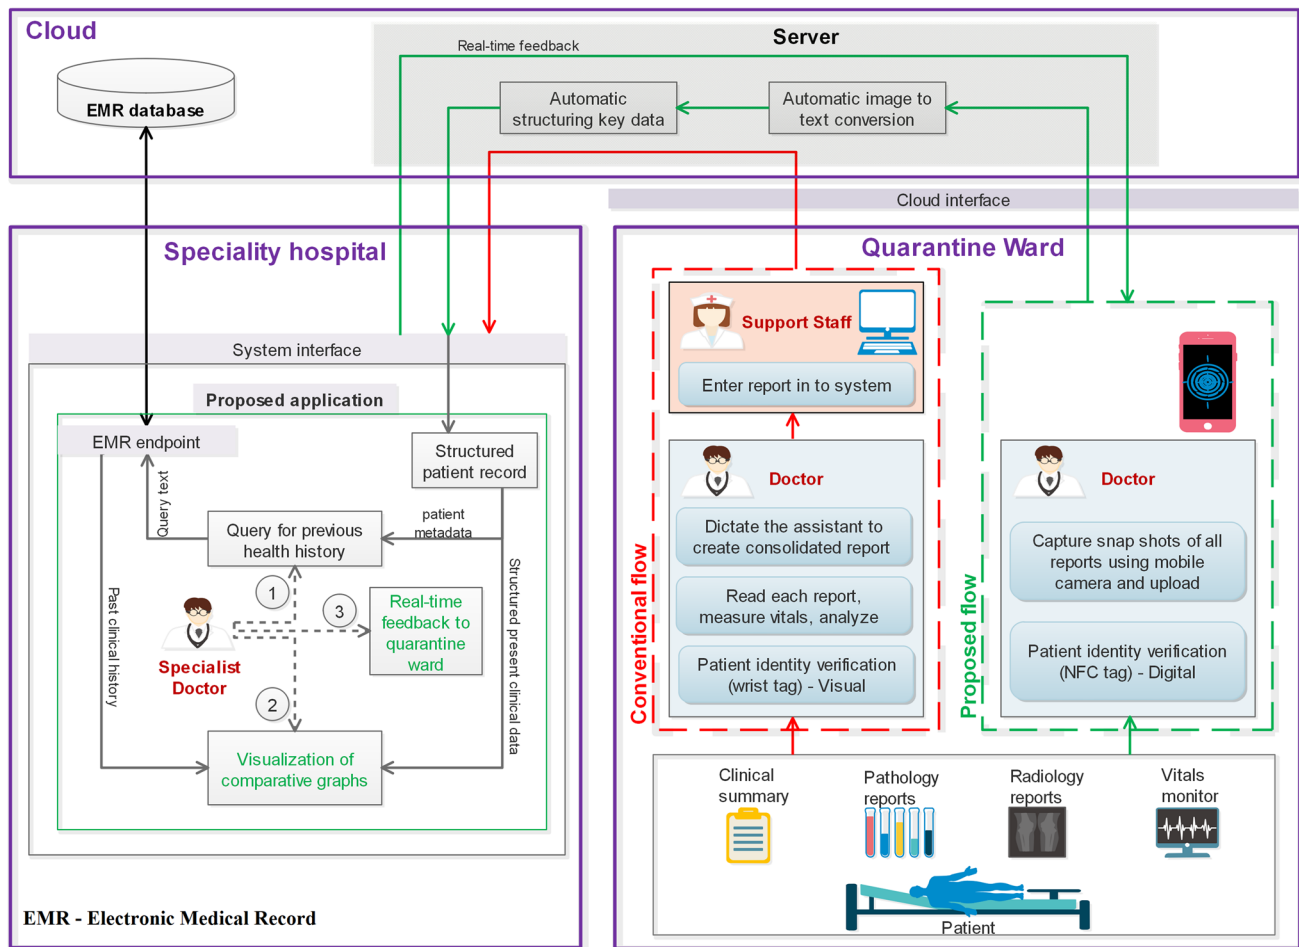 Cloud
EMR database
Server
Real-time feedback
Automatic
structuring key data
Automatic image to
text conversion
Cloud interface
Speciality hospital
System interface
Proposed application
EMR endpoint
Structured
patient record
Query text
Query for previous
health history
patient
metadata
1
3
2
Real-time
feedback to
quarantine
ward
Specialist
Doctor
Past clinical history
Structured present clinical data
Visualization of
comparative graphs
EMR - Electronic Medical Record
Quarantine Ward
Conventional flow
Support Staff
Enter report in to system
Doctor
Dictate the assistant to
create consolidated report
Read each report,
measure vitals, analyze
Patient identity verification
(wrist tag) - Visual
Proposed flow
Doctor
Capture snap shots of all
reports using mobile
camera and upload
Patient identity verification
(NFC tag) - Digital
Clinical
summary
Pathology
reports
Radiology
reports
Vitals
monitor
Patient